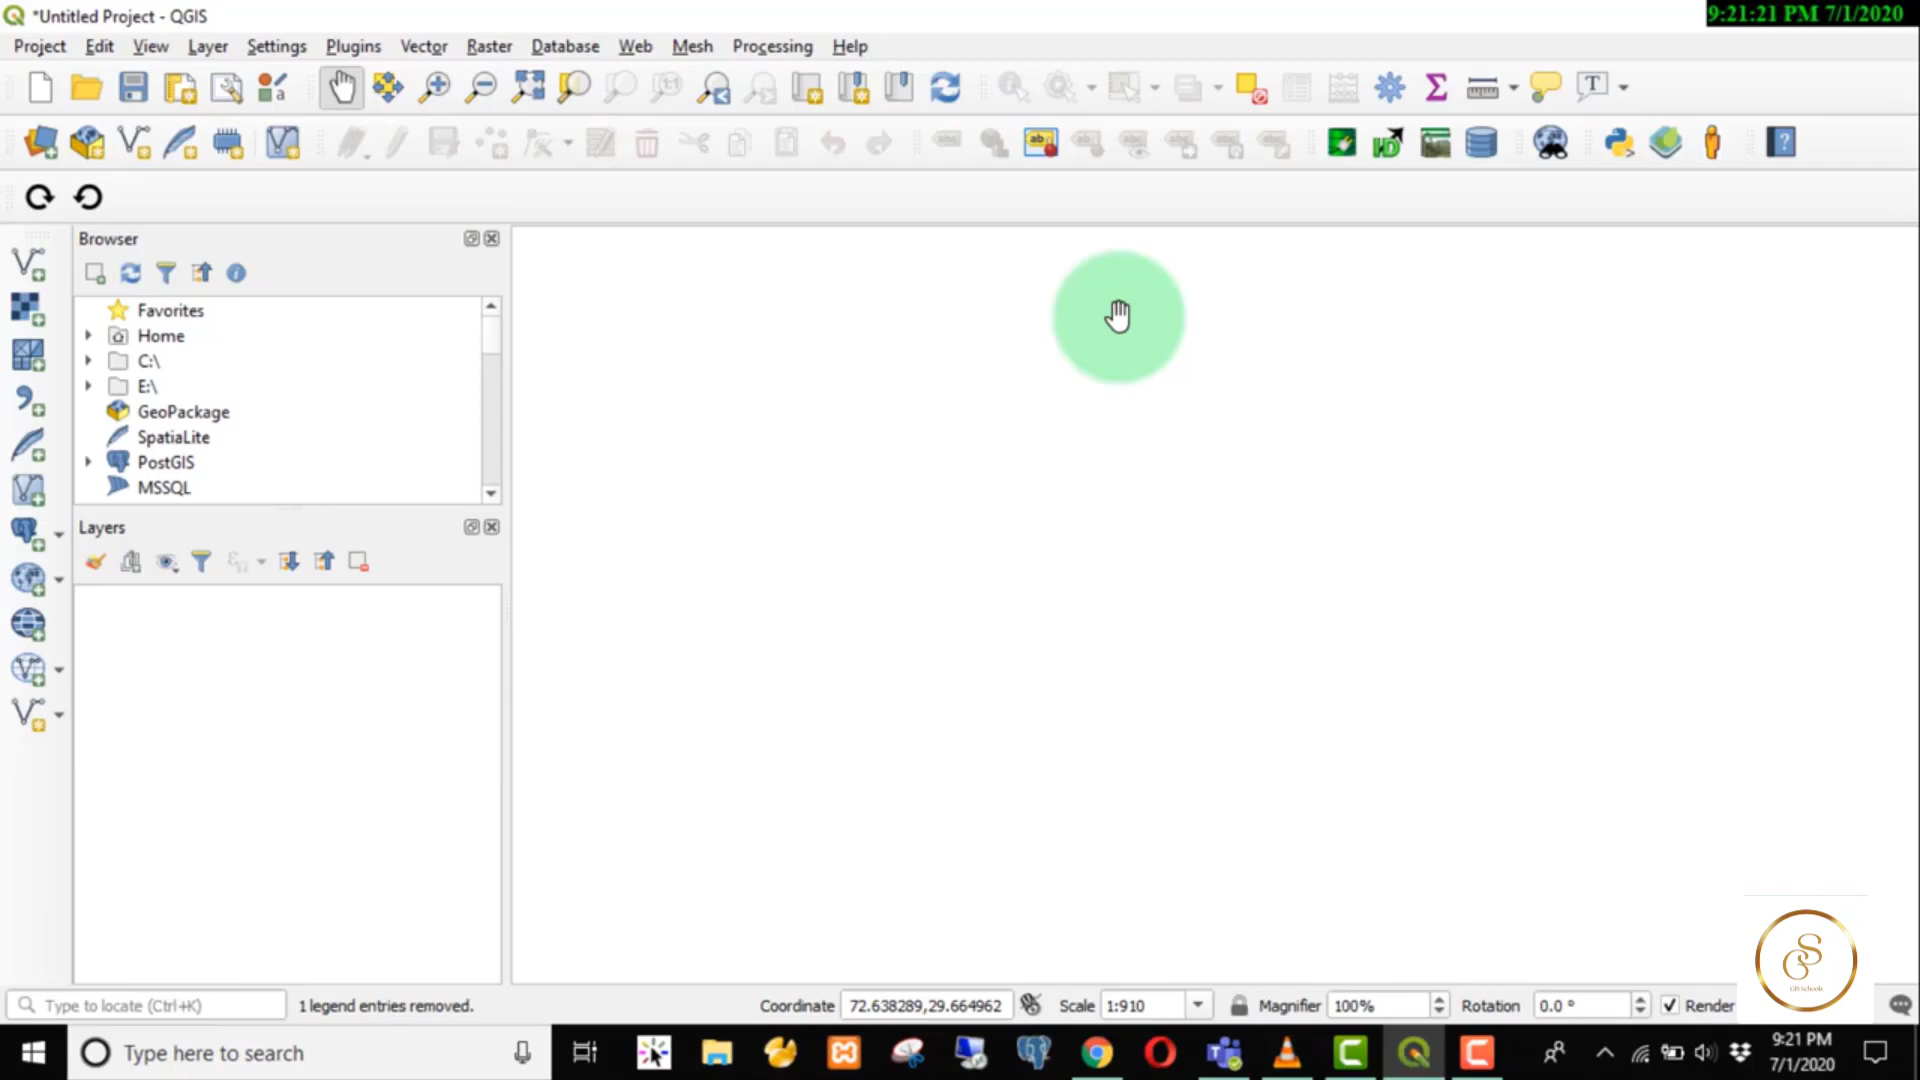 *Untitled Project - QGIS
9:21:21 PM 7/1/2020
Project Edit View Layer Settings Plugins Vector Raster Database Web Mesh Processing Help
Browser
Favorites
Home
C:\
E:\
GeoPackage
SpatiaLite
PostGIS
MSSQL
Layers
GIS Schools
Type to locate (Ctrl+K) 1 legend entries removed. Coordinate 72.638289,29.664962 Scale 1:910 Magnifier 100% Rotation 0.0 ° Render
Type here to search
9:21 PM
7/1/2020